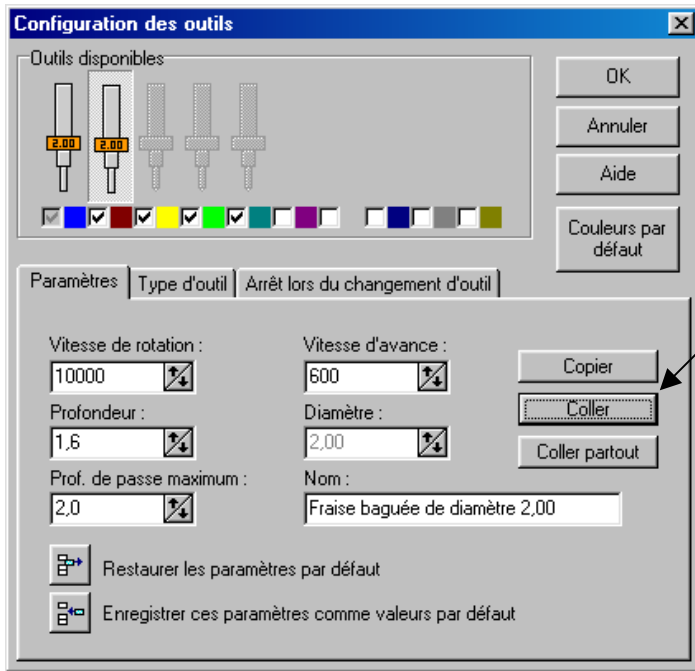 Configuration des outils
Outils disponibles
2.00 2.00
OK
Annuler
Aide
Couleurs par
défaut
Paramètres Type d'outil Arrêt lors du changement d'outil
Vitesse de rotation : Vitesse d'avance :
10000 600 Copier
Profondeur : Diamètre : Coller
1,6 2,00 Coller partout
Prof. de passe maximum : Nom :
2,0 Fraise baguée de diamètre 2,00
Restaurer les paramètres par défaut
Enregistrer ces paramètres comme valeurs par défaut